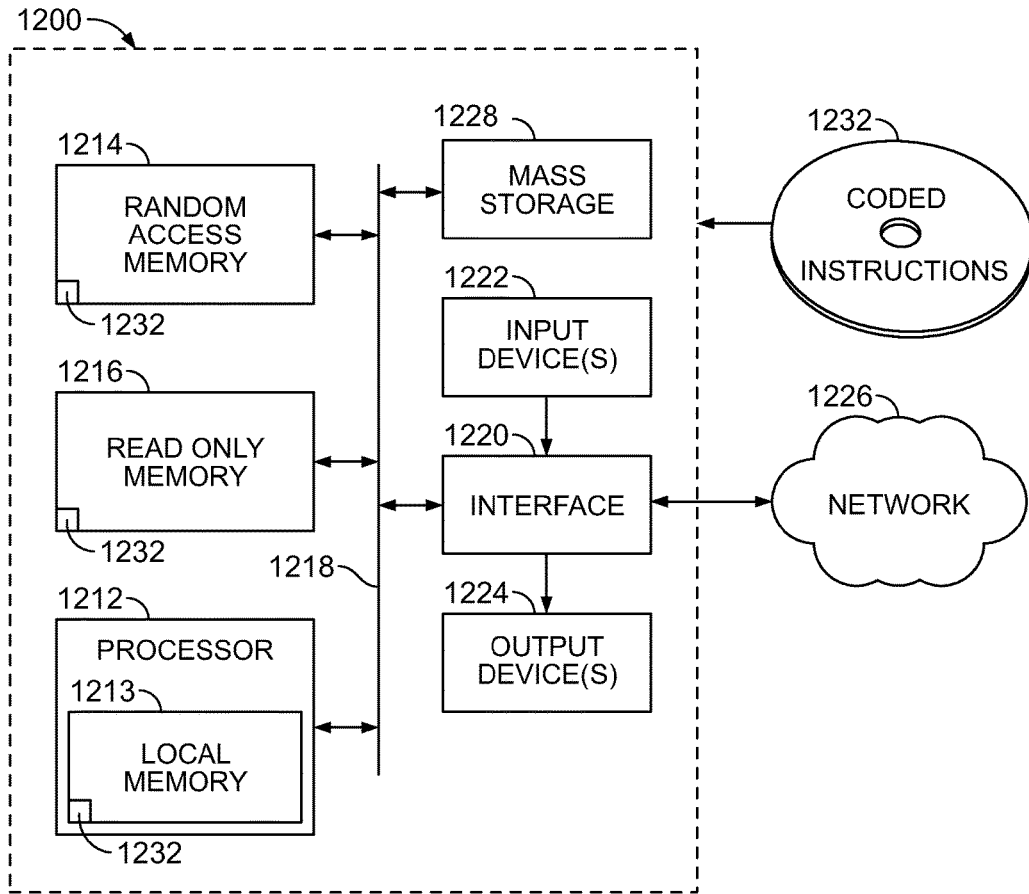 1200
1214
RANDOM
ACCESS
MEMORY
1232
1216
READ ONLY
MEMORY
1232
1212
PROCESSOR
1213
LOCAL
MEMORY
1232
1218
1228
MASS
STORAGE
1222
INPUT
DEVICE(S)
1220
INTERFACE
1224
OUTPUT
DEVICE(S)
1232
CODED
INSTRUCTIONS
1226
NETWORK